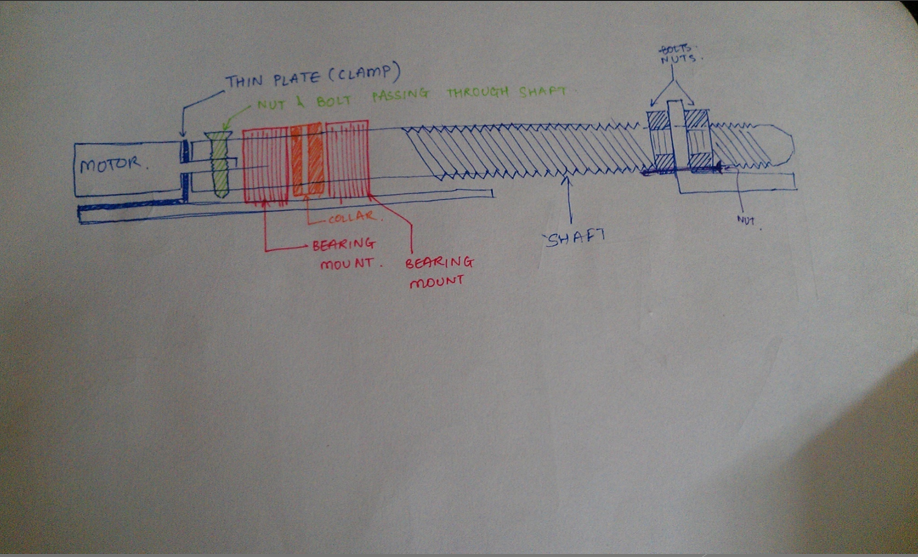 BOLTS.
NUTS.
THIN PLATE (CLAMP)
NUT & BOLT PASSING THROUGH SHAFT.
MOTOR.
COLLAR.
BEARING
MOUNT.
BEARING
MOUNT
SHAFT
NUT.